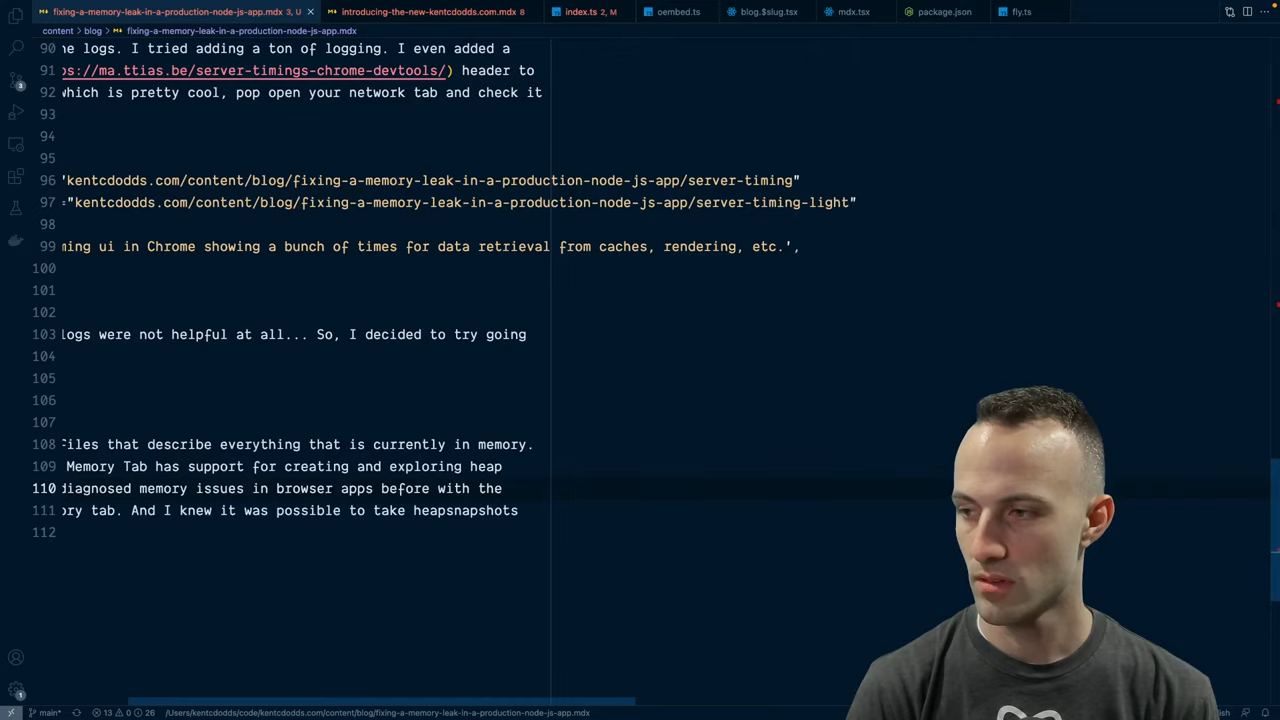 fixing-a-memory-leak-in-a-production-node-js-app.mdx 3, U
introducing-the-new-kentcdodds.com.mdx 8
index.ts 2, M
oembed.ts
blog.$slug.tsx
mdx.tsx
package.json
fly.ts
content blog fixing-a-memory-leak-in-a-production-node-js-app.mdx
90 he logs. I tried adding a ton of logging. I even added a
91 ps://ma.ttias.be/server-timings-chrome-devtools/) header to
92 which is pretty cool, pop open your network tab and check it
93
94
95
96 "kentcdodds.com/content/blog/fixing-a-memory-leak-in-a-production-node-js-app/server-timing"
97 ="kentcdodds.com/content/blog/fixing-a-memory-leak-in-a-production-node-js-app/server-timing-light"
98
99 ming ui in Chrome showing a bunch of times for data retrieval from caches, rendering, etc.',
100
101
102
103 logs were not helpful at all... So, I decided to try going
104
105
106
107
108 files that describe everything that is currently in memory.
109 Memory Tab has support for creating and exploring heap
110 diagnosed memory issues in browser apps before with the
111 ory tab. And I knew it was possible to take heapsnapshots
112
3
1
main* 13 0 26 /Users/kentcdodds/code/kentcdodds.com/content/blog/fixing-a-memory-leak-in-a-production-node-js-app.mdx